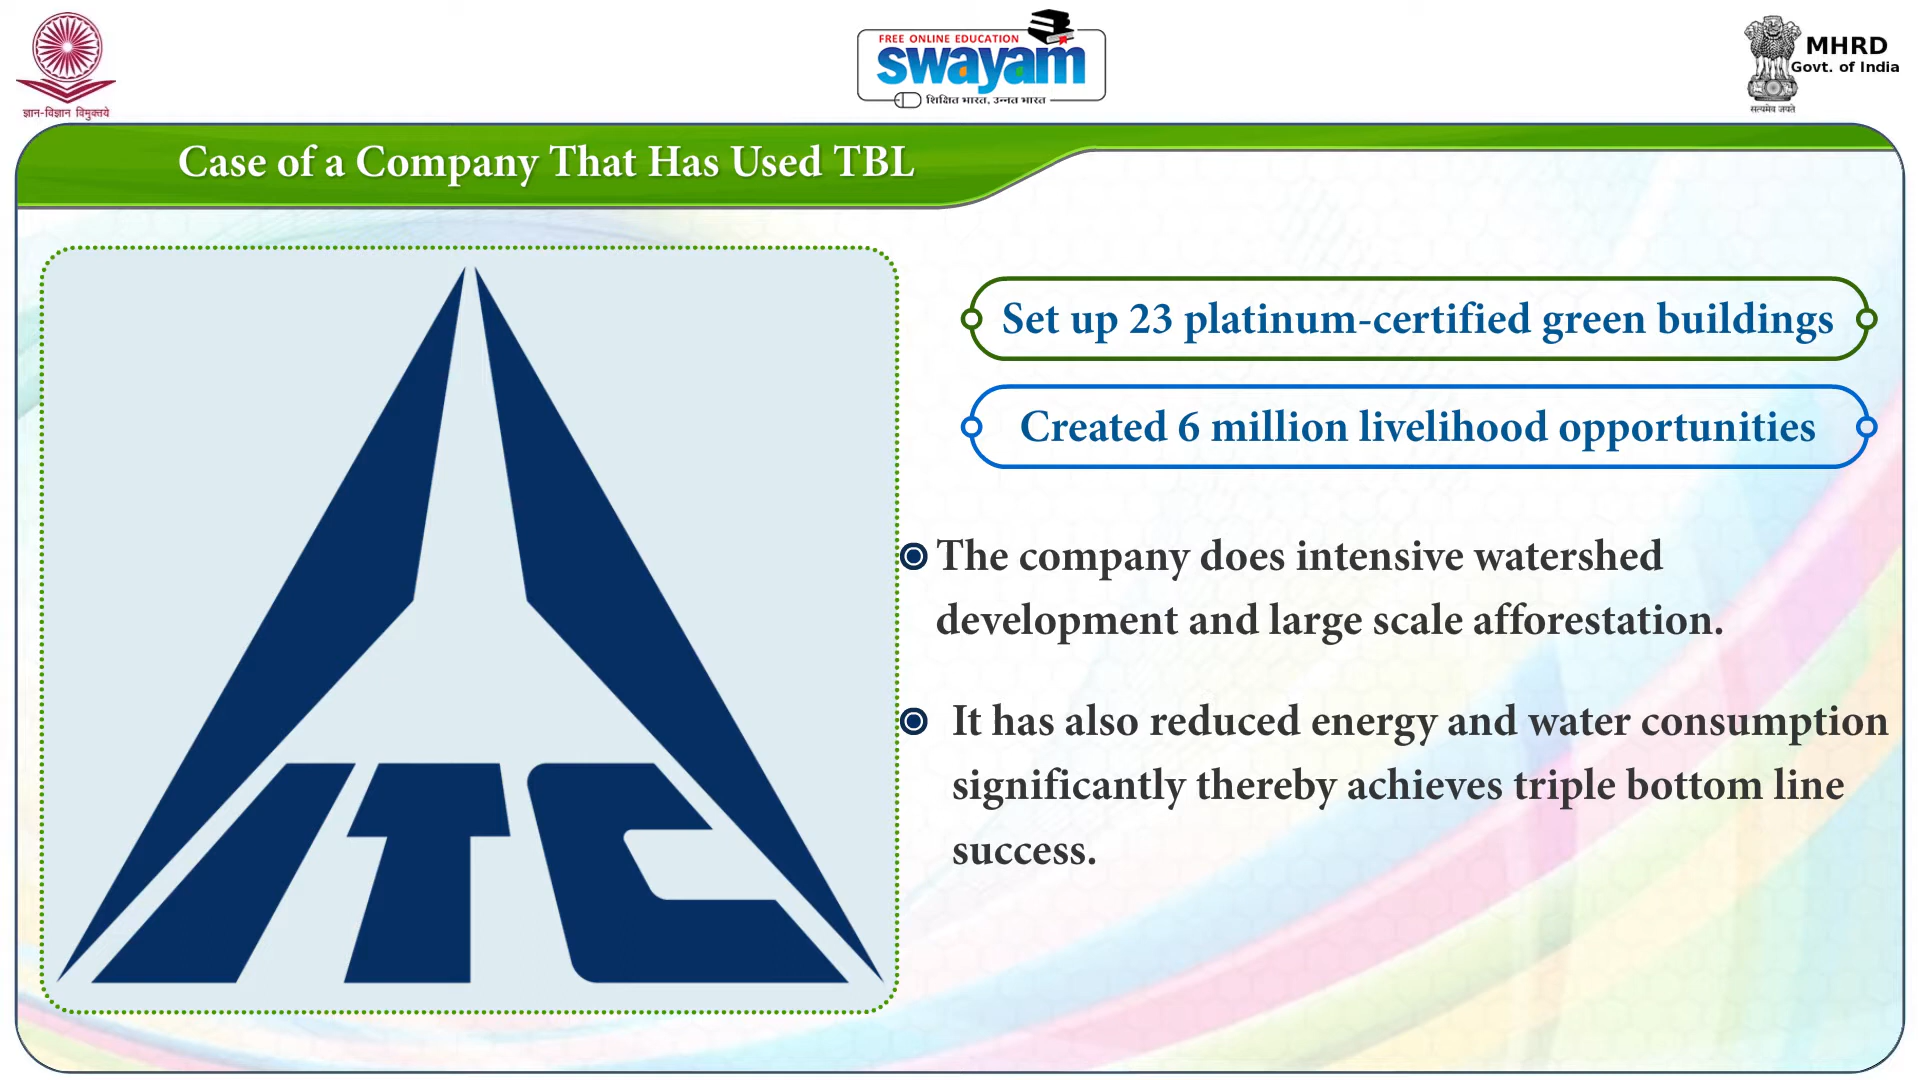 ज्ञान-विज्ञान विमुक्तये
FREE ONLINE EDUCATION
swayam
शिक्षित भारत, उन्नत भारत
MHRD
Govt. of India
सत्यमेव जयते
Case of a Company That Has Used TBL
ITC
Set up 23 platinum-certified green buildings
Created 6 million livelihood opportunities
The company does intensive watershed
development and large scale afforestation.
It has also reduced energy and water consumption
significantly thereby achieves triple bottom line
success.